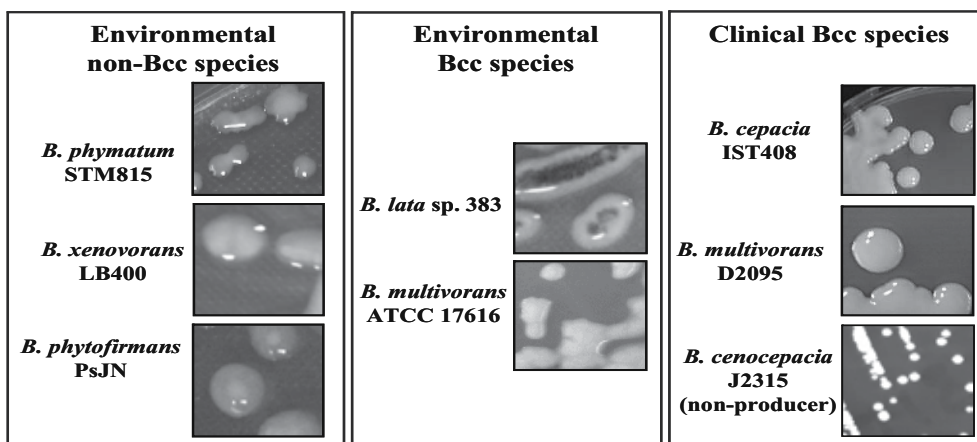 Environmental
non-Bcc species
B. phymatum
STM815
B. xenovorans
LB400
B. phytofirmans
PsJN
Environmental
Bcc species
B. lata sp. 383
B. multivorans
ATCC 17616
Clinical Bcc species
B. cepacia
IST408
B. multivorans
D2095
B. cenocepacia
J2315
(non-producer)